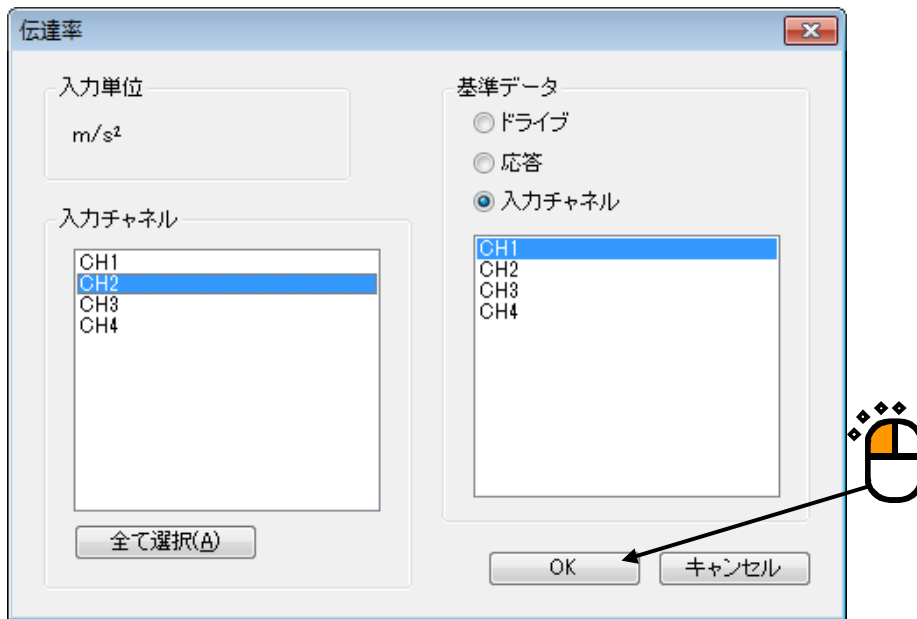 伝達率
入力単位
m/s²
入力チャネル
CH1
CH2
CH3
CH4
全て選択(A)
基準データ
ドライブ
応答
入力チャネル
CH1
CH2
CH3
CH4
OK
キャンセル